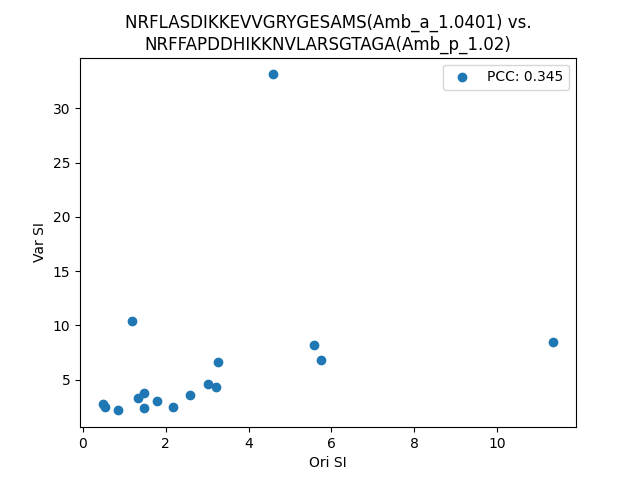 NRFLASDIKKEVVGRYGESAMS(Amb_a_1.0401) vs.
NRFFAPDDHIKKNVLARSGTAGA(Amb_p_1.02)
PCC: 0.345
30
25
20
15
10
5
Var SI
0 2 4 6 8 10
Ori SI